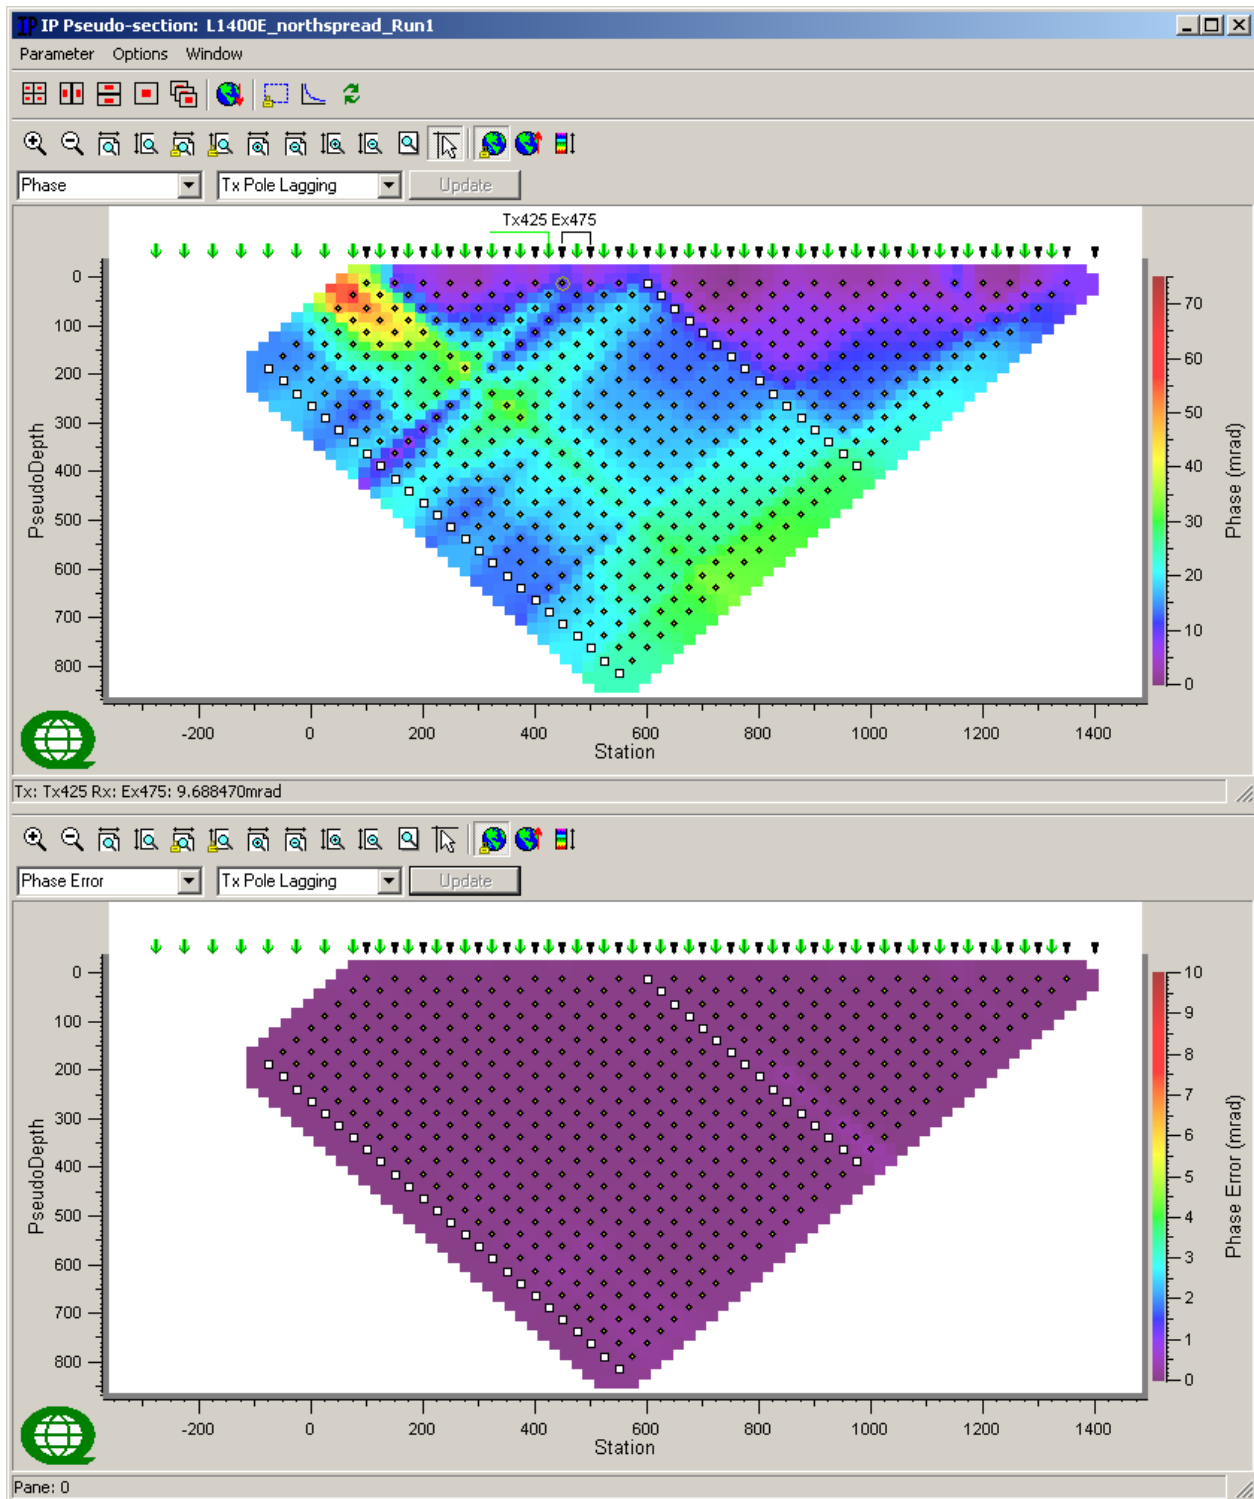 IP Pseudo-section: L1400E_northspread_Run1
Parameter Options Window
Phase Tx Pole Lagging Update
Tx425 Ex475
0
100
200
300
400
500
600
700
800
PseudoDepth
-200 0 200 400 600 800 1000 1200 1400
Station
70
60
50
40
30
20
10
0
Phase (mrad)
Tx: Tx425 Rx: Ex475: 9.688470mrad
Phase Error Tx Pole Lagging Update
0
100
200
300
400
500
600
700
800
PseudoDepth
-200 0 200 400 600 800 1000 1200 1400
Station
10
9
8
7
6
5
4
3
2
1
0
Phase Error (mrad)
Pane: 0